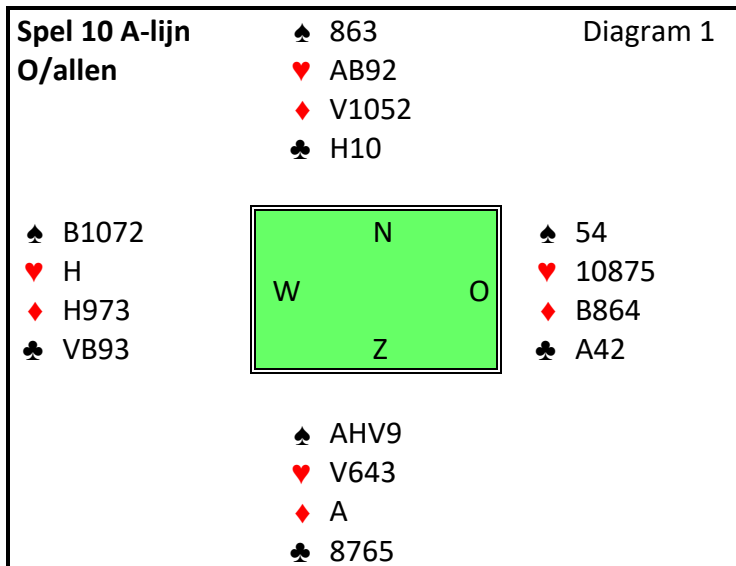 Spel 10 A-lijn ♠ 863 Diagram 1
O/allen ♥ AB92
♦ V1052
♣ H10
♠ B1072 N ♠ 54
♥ H ♥ 10875
W O
♦ H973 ♦ B864
♣ VB93 Z ♣ A42
♠ AHV9
♥ V643
♦ A
♣ 8765